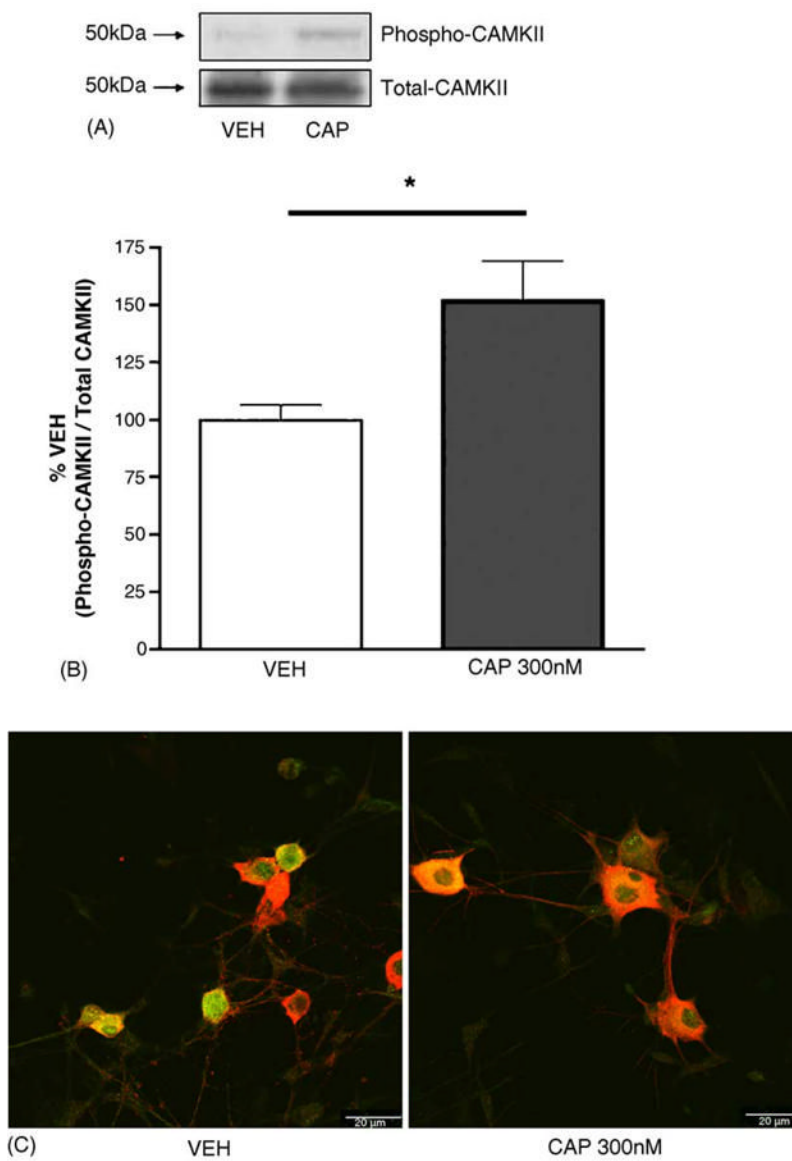 50kDa → Phospho-CAMKII
50kDa → Total-CAMKII
(A) VEH CAP
*
175
150
125
100
75
50
25
0
% VEH
(Phospho-CAMKII / Total CAMKII)
(B) VEH CAP 300nM
20 µm 20 µm
(C) VEH CAP 300nM